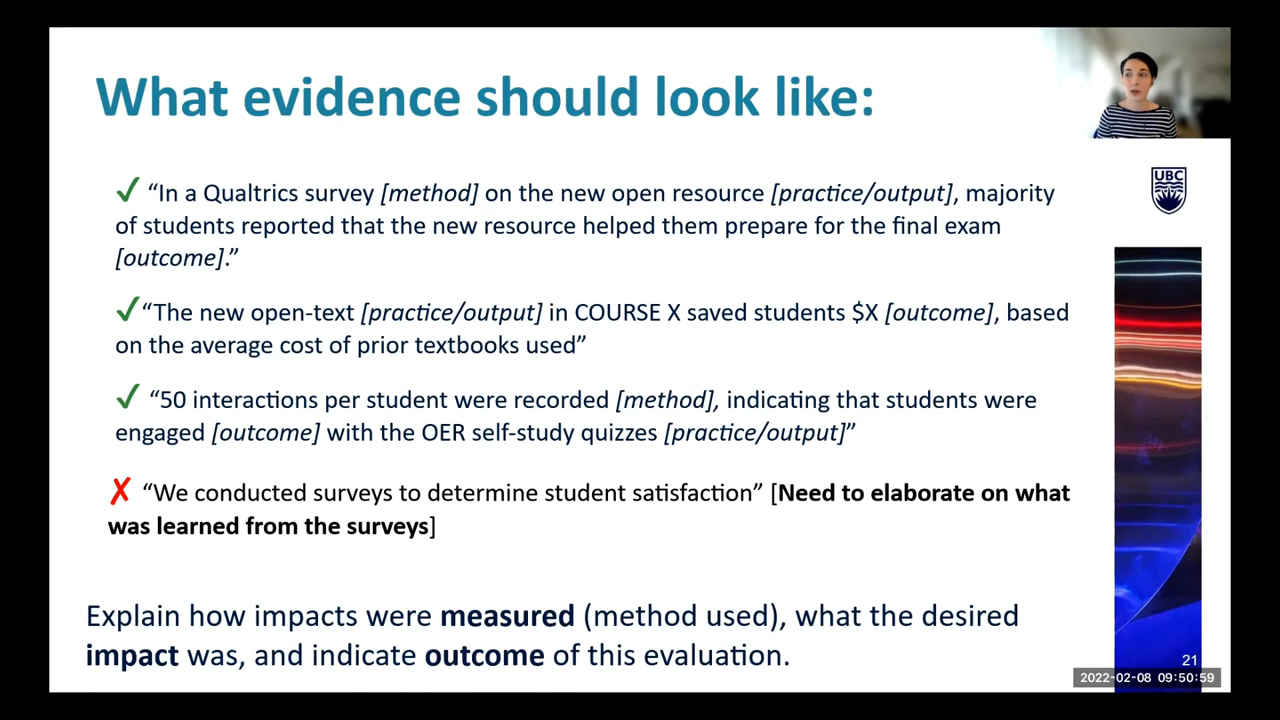 What evidence should look like:
UBC
✓ “In a Qualtrics survey [method] on the new open resource [practice/output], majority
of students reported that the new resource helped them prepare for the final exam
[outcome].”
✓“The new open-text [practice/output] in COURSE X saved students $X [outcome], based
on the average cost of prior textbooks used”
✓ “50 interactions per student were recorded [method], indicating that students were
engaged [outcome] with the OER self-study quizzes [practice/output]”
✗ “We conducted surveys to determine student satisfaction” [Need to elaborate on what
was learned from the surveys]
Explain how impacts were measured (method used), what the desired
impact was, and indicate outcome of this evaluation.
21
2022-02-08 09:50:59